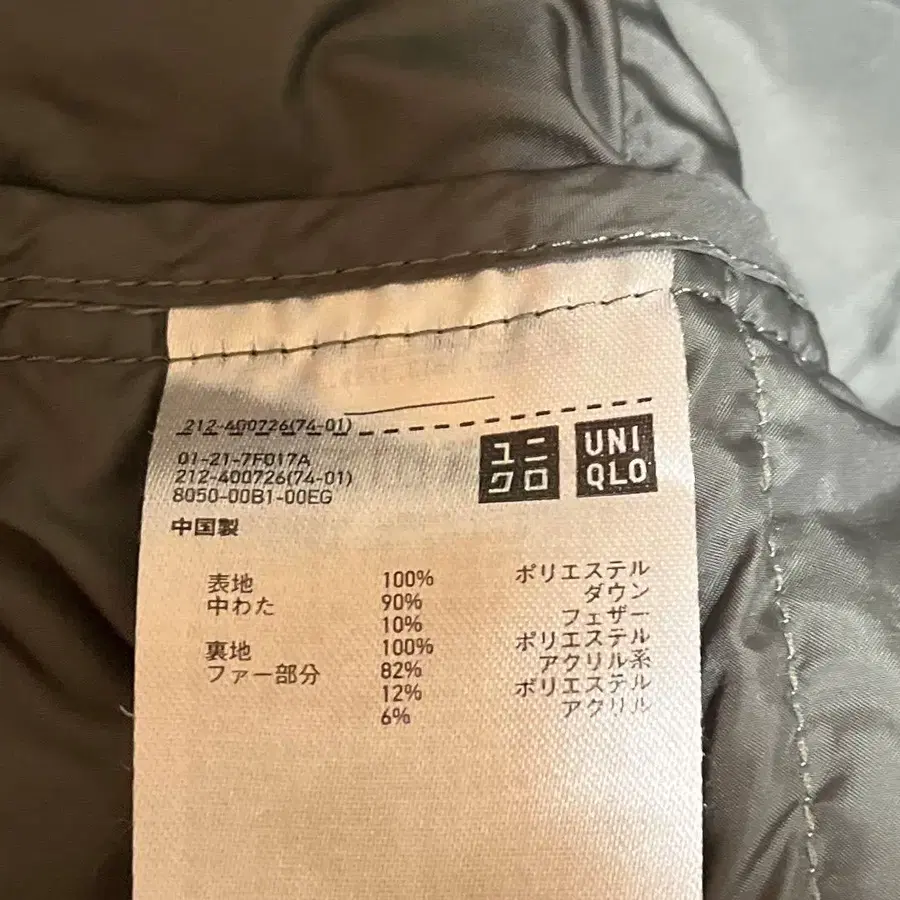 212-400726(74-01)
01-21-7F017A
212-400726(74-01)
8050-00B1-00EG
ユニ
クロ
UNI
QLO
中国製
表地 100% ポリエステル
中わた 90% ダウン
10% フェザー
裏地 100% ポリエステル
ファー部分 82% アクリル系
12% ポリエステル
6% アクリル